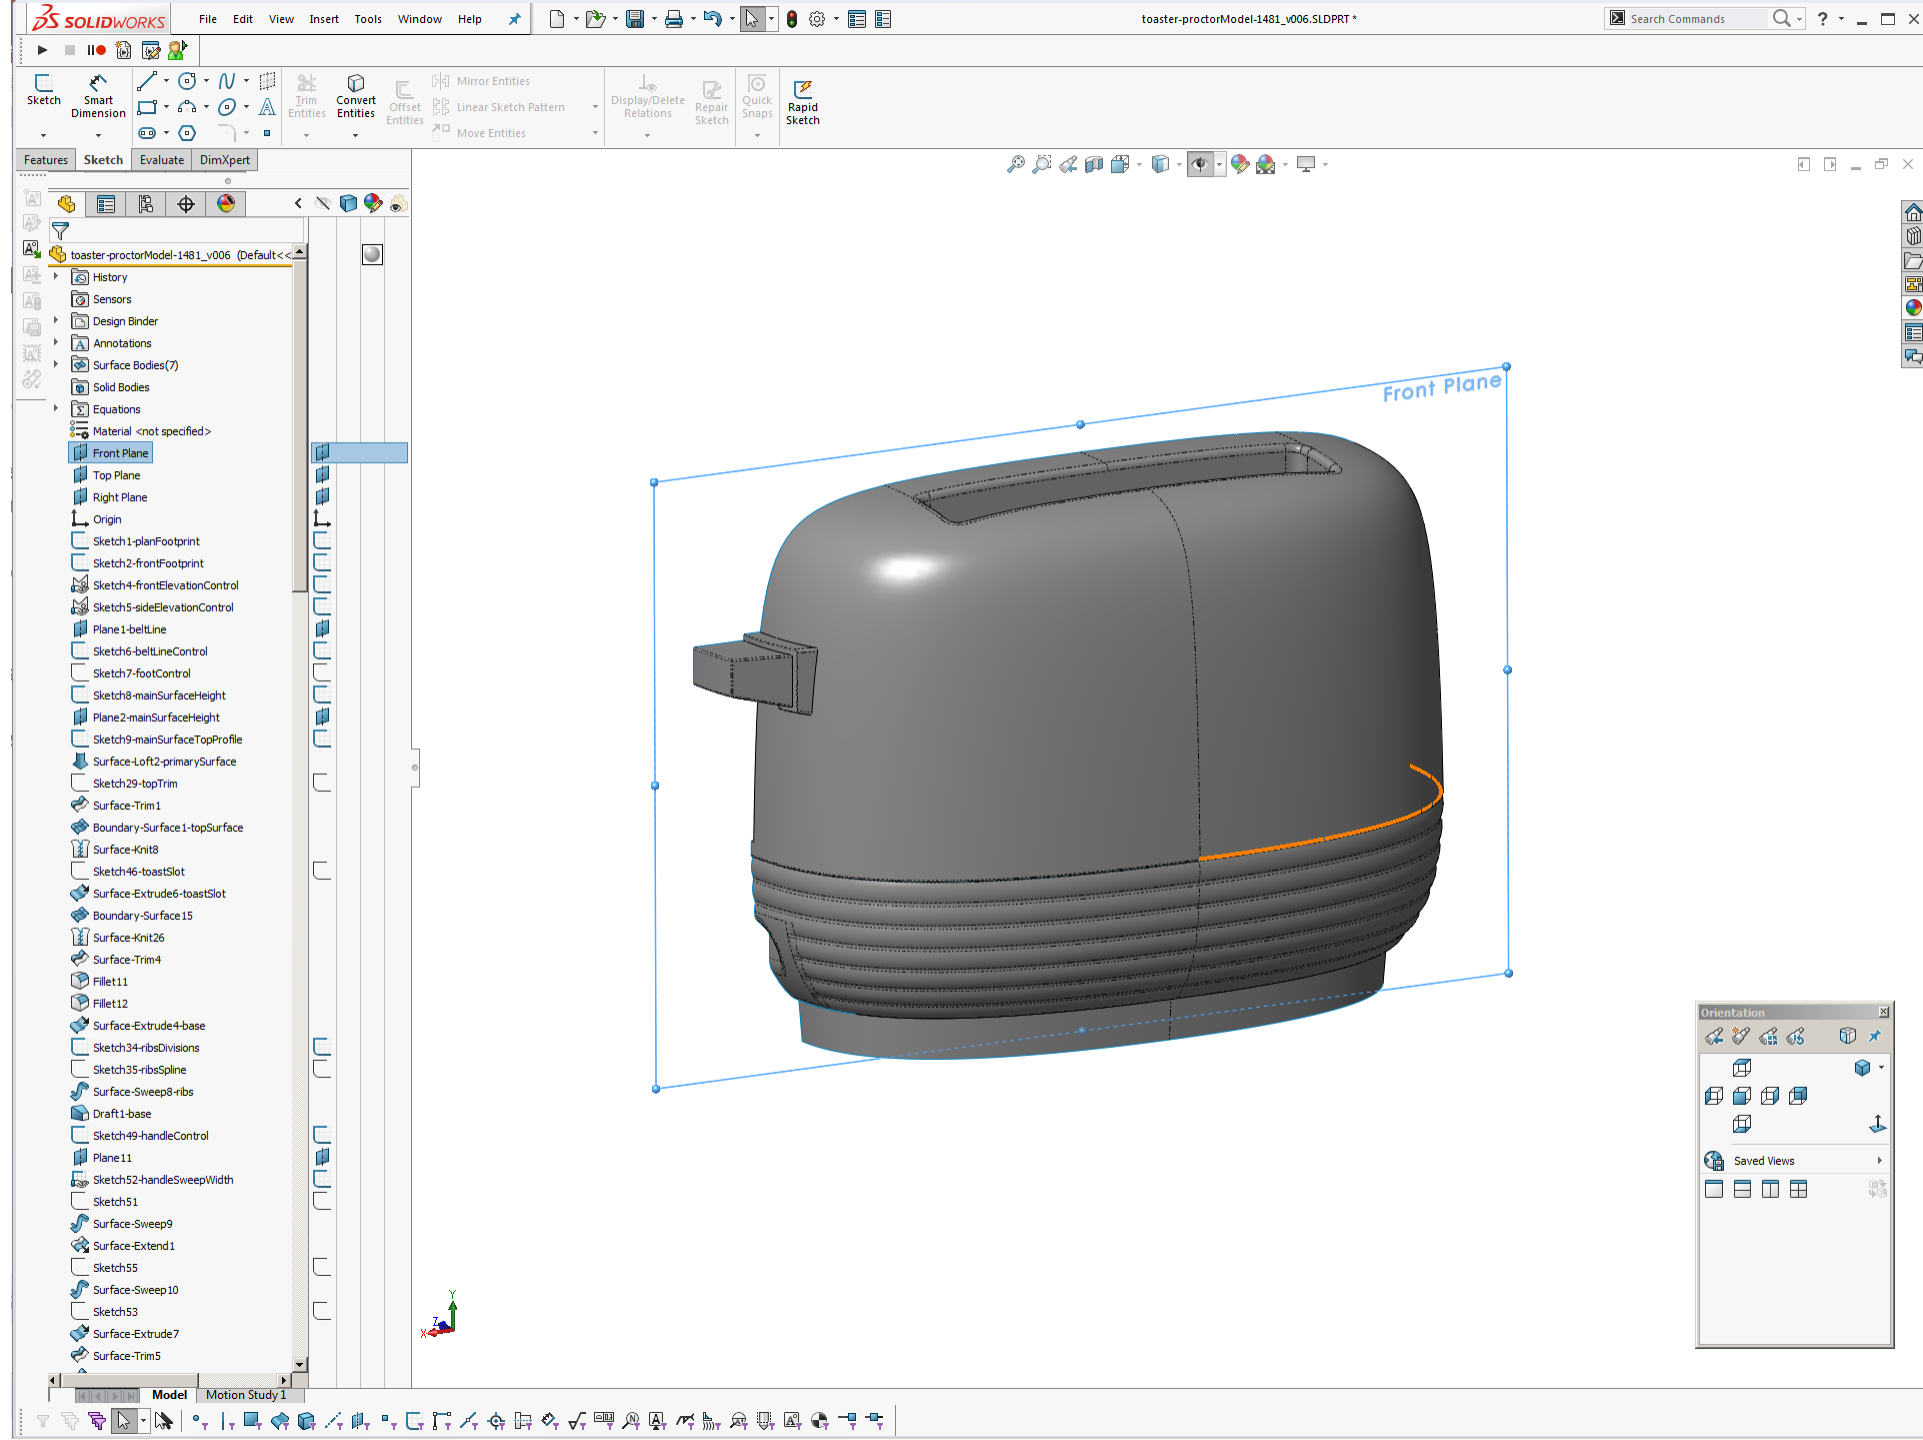 SOLIDWORKS File Edit View Insert Tools Window Help toaster-proctorModel-1481_v006.SLDPRT * Search Commands ?
Sketch Smart Dimension Trim Entities Convert Entities Offset Entities Mirror Entities Linear Sketch Pattern Move Entities Display/Delete Relations Repair Sketch Quick Snaps Rapid Sketch
Features Sketch Evaluate DimXpert
toaster-proctorModel-1481_v006 (Default<<
History
Sensors
Design Binder
Annotations
Surface Bodies(7)
Solid Bodies
Equations
Material <not specified>
Front Plane
Top Plane
Right Plane
Origin
Sketch1-planFootprint
Sketch2-frontFootprint
Sketch4-frontElevationControl
Sketch5-sideElevationControl
Plane1-beltLine
Sketch6-beltLineControl
Sketch7-footControl
Sketch8-mainSurfaceHeight
Plane2-mainSurfaceHeight
Sketch9-mainSurfaceTopProfile
Surface-Loft2-primarySurface
Sketch29-topTrim
Surface-Trim1
Boundary-Surface1-topSurface
Surface-Knit8
Sketch46-toastSlot
Surface-Extrude6-toastSlot
Boundary-Surface15
Surface-Knit26
Surface-Trim4
Fillet11
Fillet12
Surface-Extrude4-base
Sketch34-ribsDivisions
Sketch35-ribsSpline
Surface-Sweep8-ribs
Draft1-base
Sketch49-handleControl
Plane11
Sketch52-handleSweepWidth
Sketch51
Surface-Sweep9
Surface-Extend1
Sketch55
Surface-Sweep10
Sketch53
Surface-Extrude7
Surface-Trim5
Front Plane
Y
Z
X
Orientation
Saved Views
Model Motion Study 1